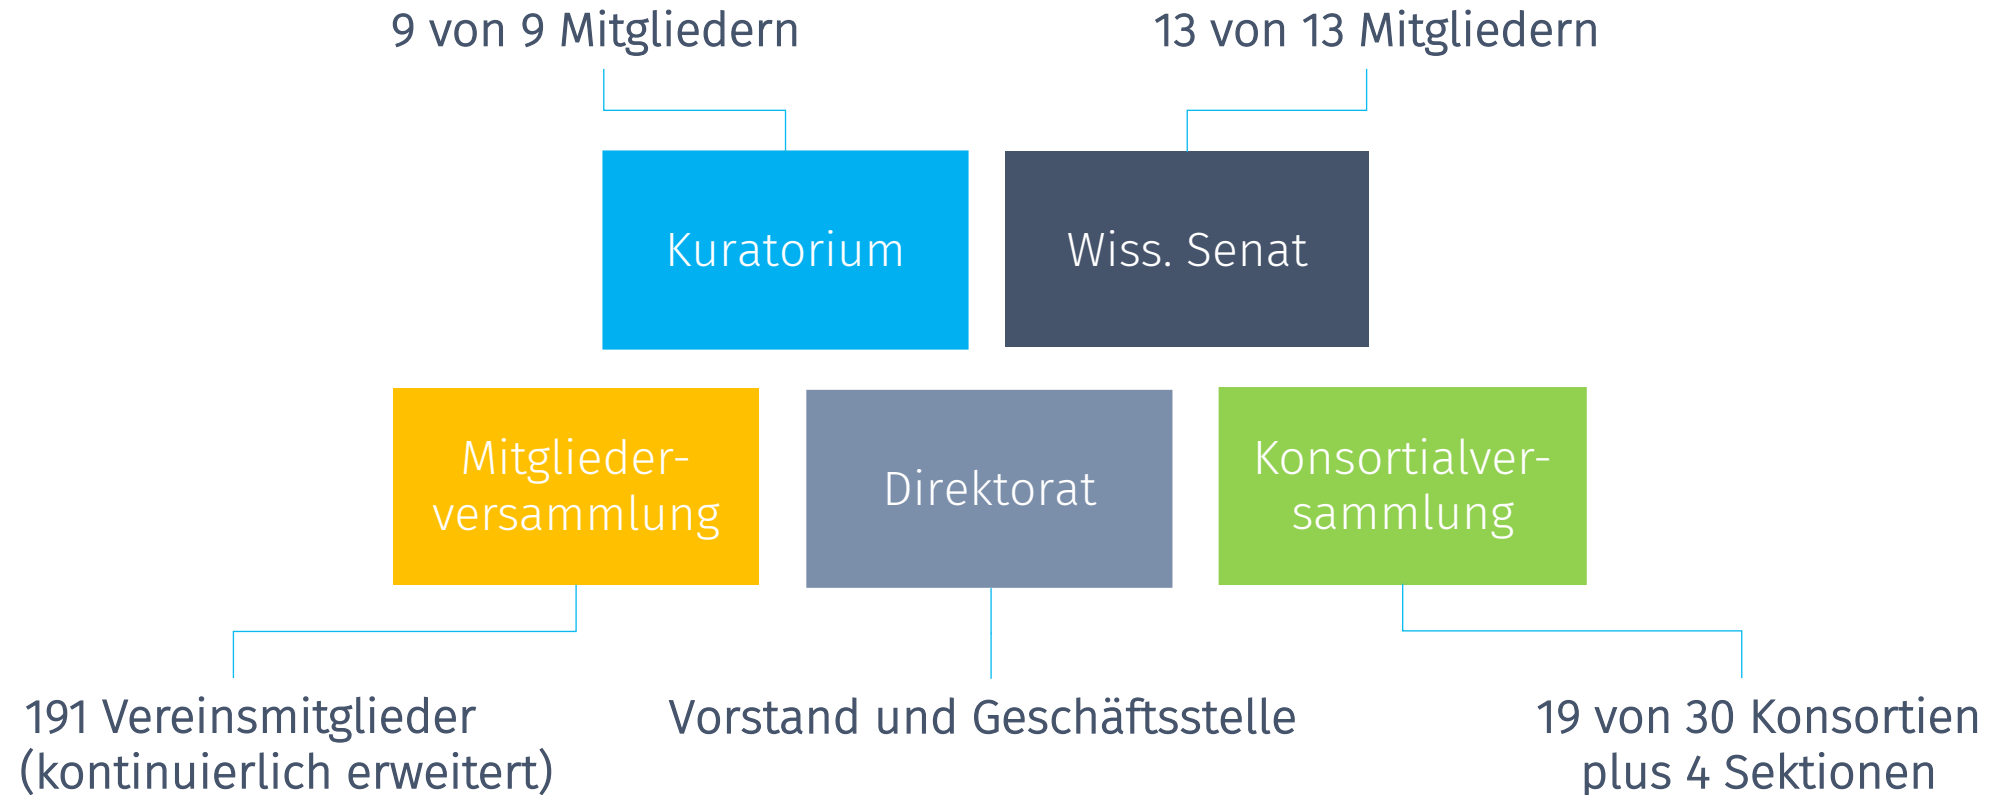 9 von 9 Mitgliedern
13 von 13 Mitgliedern
Kuratorium
Wiss. Senat
Mitglieder-
versammlung
Direktorat
Konsortialver-
sammlung
191 Vereinsmitglieder
(kontinuierlich erweitert)
Vorstand und Geschäftsstelle
19 von 30 Konsortien
plus 4 Sektionen